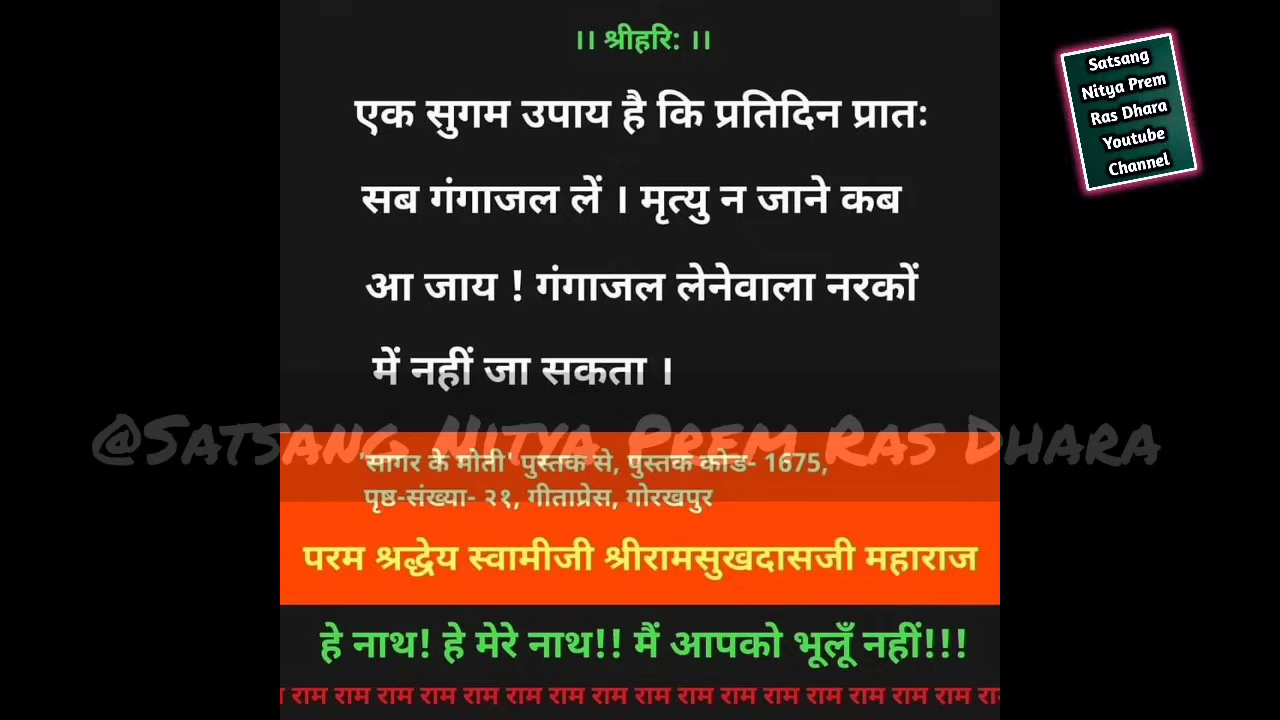 ।। श्रीहरि: ।।
एक सुगम उपाय है कि प्रतिदिन प्रातः
सब गंगाजल लें । मृत्यु न जाने कब
आ जाय ! गंगाजल लेनेवाला नरकों
में नहीं जा सकता ।
@Satsang Nitya Prem Ras Dhara
'सागर के मोती' पुस्तक से, पुस्तक कोड- 1675,
पृष्ठ-संख्या- २१, गीताप्रेस, गोरखपुर
परम श्रद्धेय स्वामीजी श्रीरामसुखदासजी महाराज
हे नाथ! हे मेरे नाथ!! मैं आपको भूलूँ नहीं!!!
राम राम राम राम राम राम राम राम राम राम राम राम राम राम राम राम
Satsang
Nitya Prem
Ras Dhara
Youtube
Channel